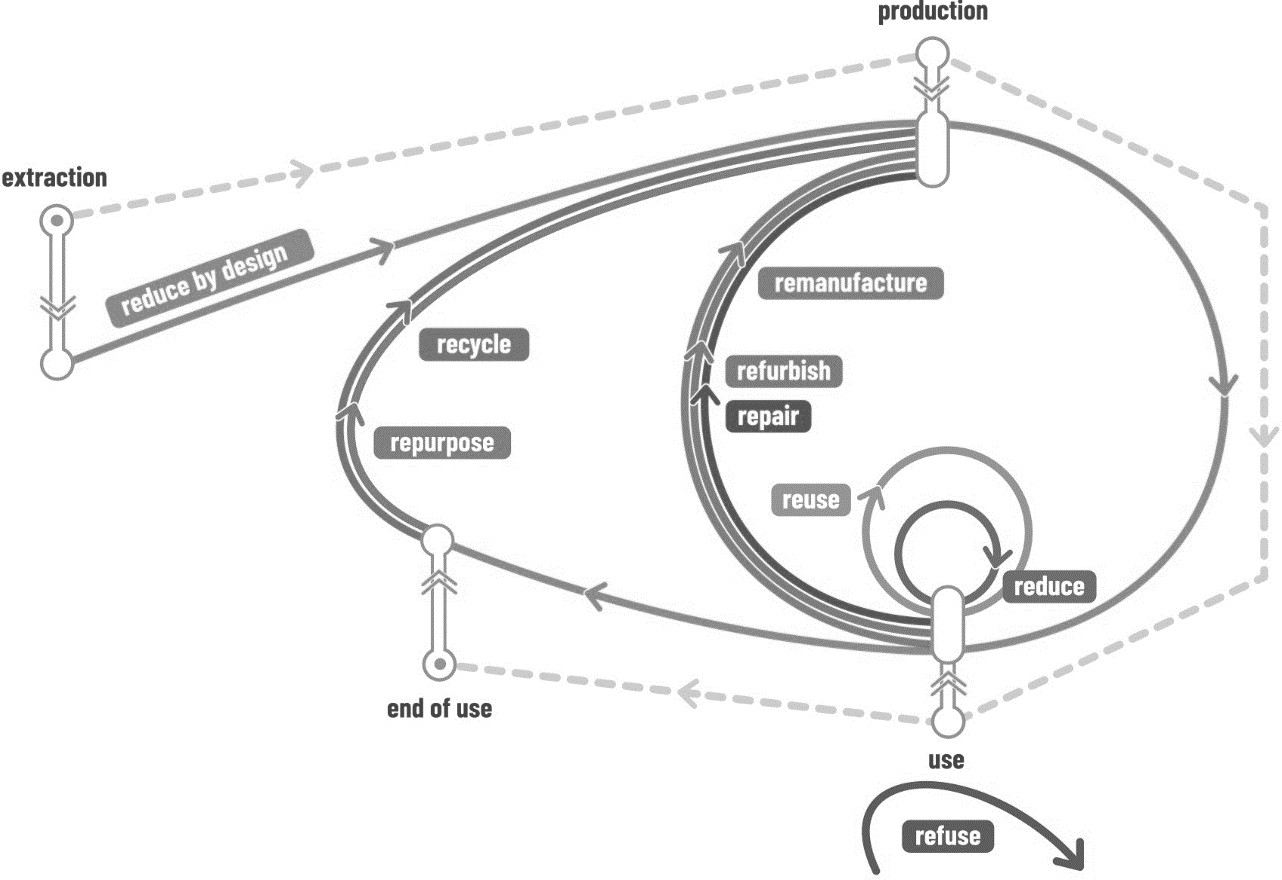 production
extraction
reduce by design
remanufacture
recycle
refurbish
repair
repurpose
reuse
reduce
end of use
use
refuse